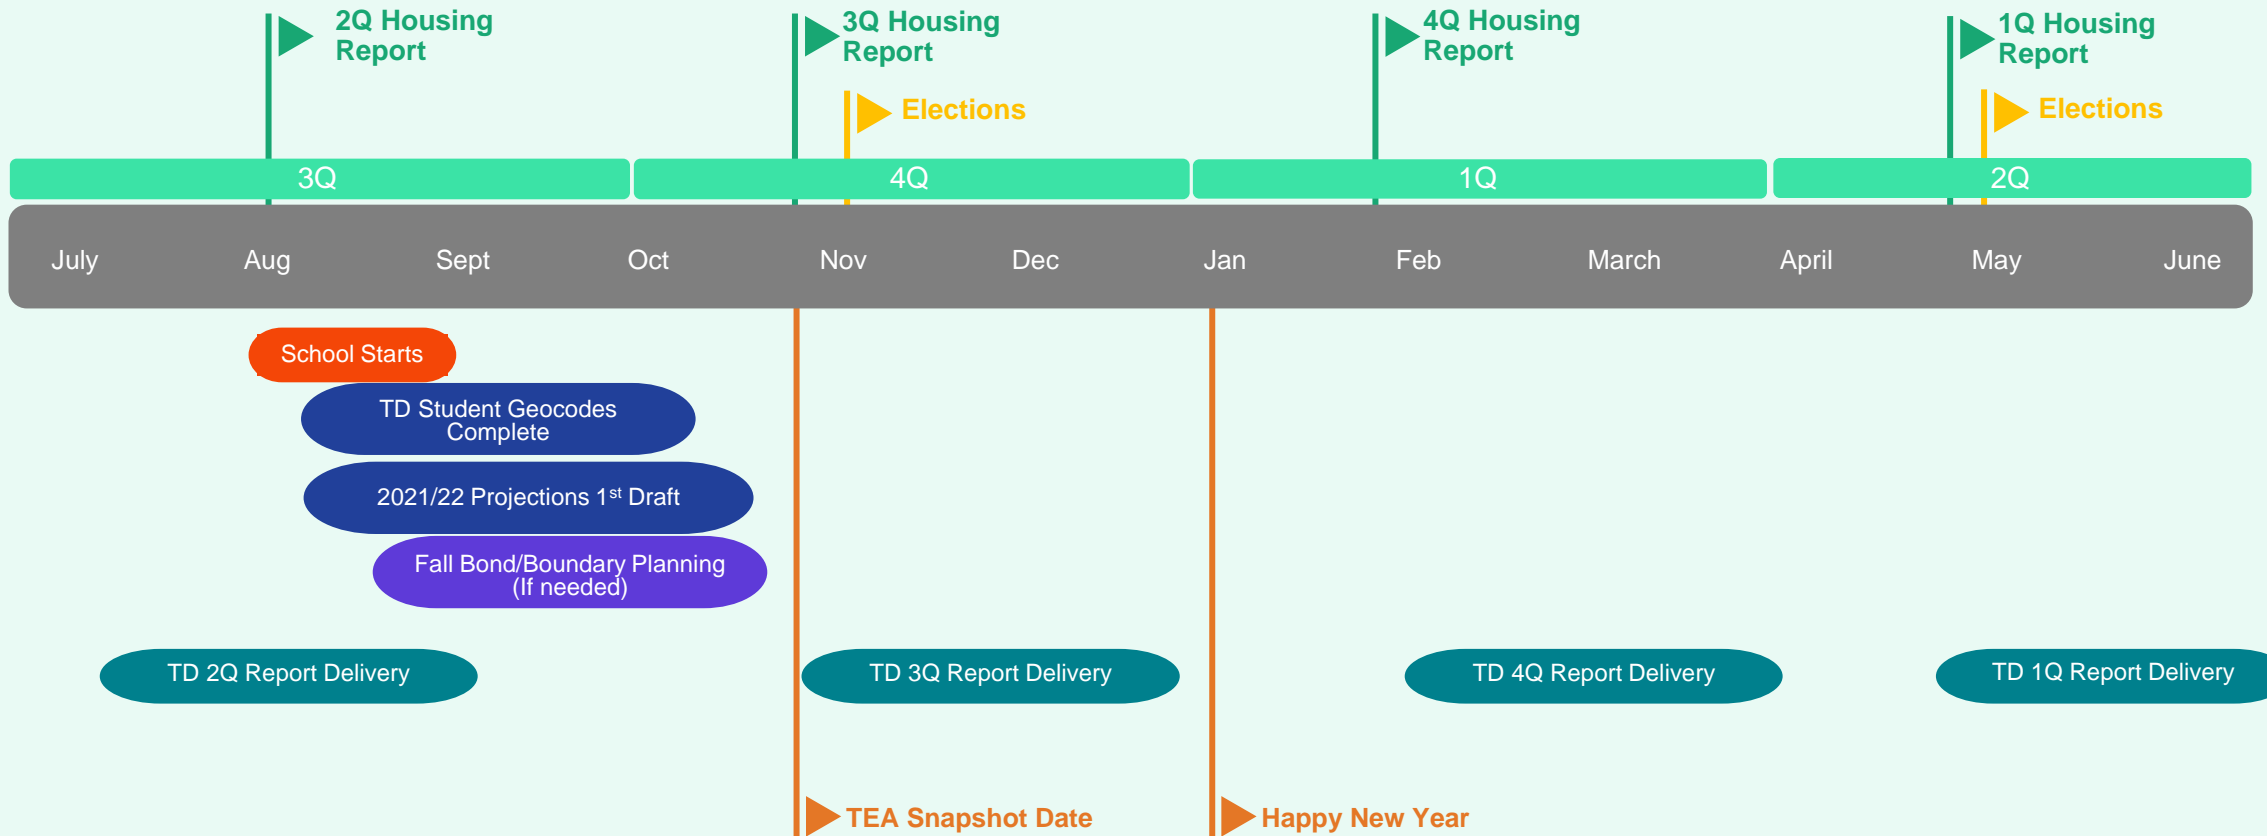 2Q Housing
Report
3Q Housing
Report
4Q Housing
Report
1Q Housing
Report
Elections
Elections
3Q
4Q
1Q
2Q
July
Aug
Sept
Oct
Nov
Dec
Jan
Feb
March
April
May
June
School Starts
TD Student Geocodes
Complete
2021/22 Projections 1st Draft
Fall Bond/Boundary Planning
(If needed)
TD 2Q Report Delivery
TD 3Q Report Delivery
TD 4Q Report Delivery
TD 1Q Report Delivery
TEA Snapshot Date
Happy New Year